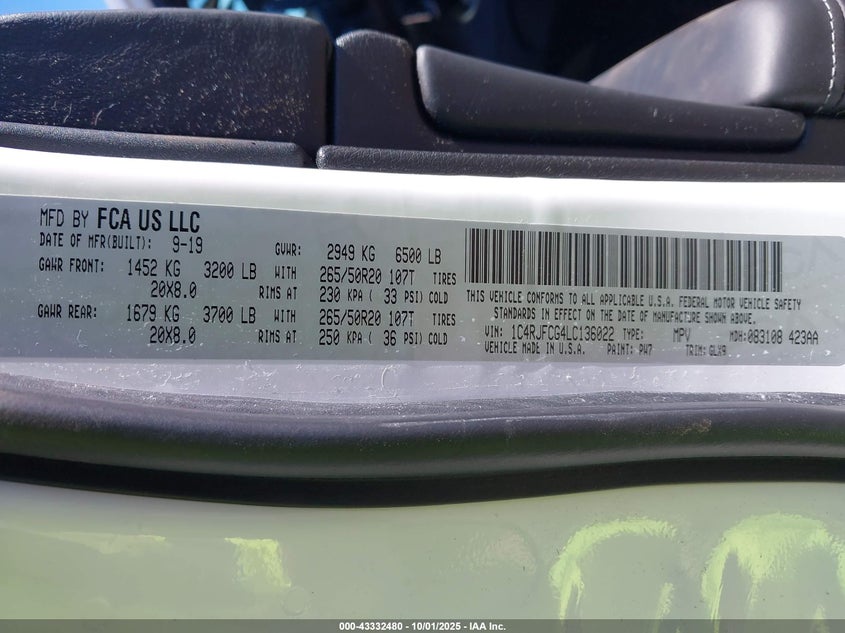 MFD BY FCA US LLC
DATE OF MFR(BUILT): 9-19 GVWR: 2949 KG 6500 LB
GAWR FRONT: 1452 KG 3200 LB WITH 265/50R20 107T TIRES
20X8.0 RIMS AT 230 KPA ( 33 PSI) COLD
GAWR REAR: 1679 KG 3700 LB WITH 265/50R20 107T TIRES
20X8.0 RIMS AT 250 KPA ( 36 PSI) COLD
THIS VEHICLE CONFORMS TO ALL APPLICABLE U.S.A. FEDERAL MOTOR VEHICLE SAFETY
STANDARDS IN EFFECT ON THE DATE OF MANUFACTURE SHOWN ABOVE.
VIN: 1C4RJFCG4LC136022 TYPE: MPV MDH: 083108 423AA
VEHICLE MADE IN U.S.A. PAINT: PW7 TRIM: GLX9
000-43332480 - 10/01/2025 - IAA Inc.